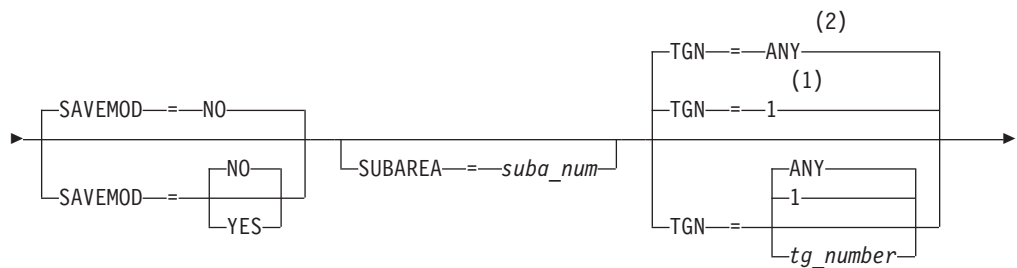 (2)
TGN=ANY
(1)
SAVEMOD=NO
TGN=1
SUBAREA=suba_num
NO
SAVEMOD=
YES
ANY
1
TGN=
tg_number